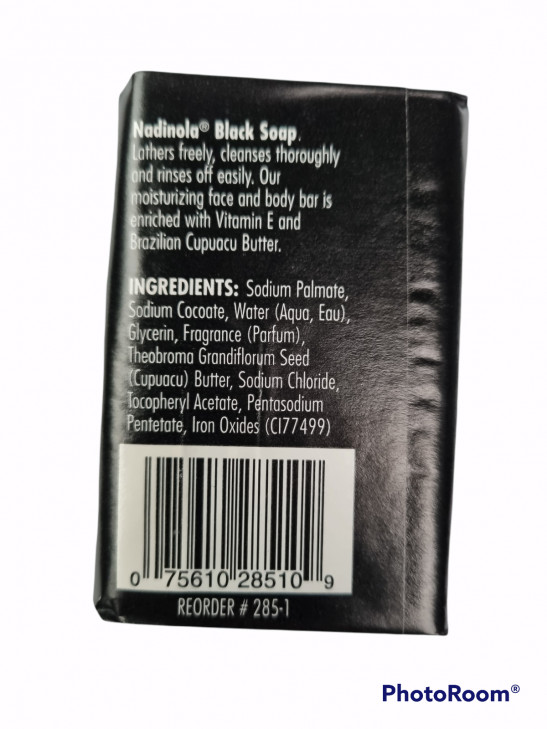 Nadinola® Black Soap.
Lathers freely, cleanses thoroughly
and rinses off easily. Our
moisturizing face and body bar is
enriched with Vitamin E and
Brazilian Cupuacu Butter.
INGREDIENTS: Sodium Palmate,
Sodium Cocoate, Water (Aqua, Eau),
Glycerin, Fragrance (Parfum),
Theobroma Grandiflorum Seed
(Cupuacu) Butter, Sodium Chloride,
Tocopheryl Acetate, Pentasodium
Pentetate, Iron Oxides (CI77499)
0 75610 28510 9
REORDER # 285-1
PhotoRoom®